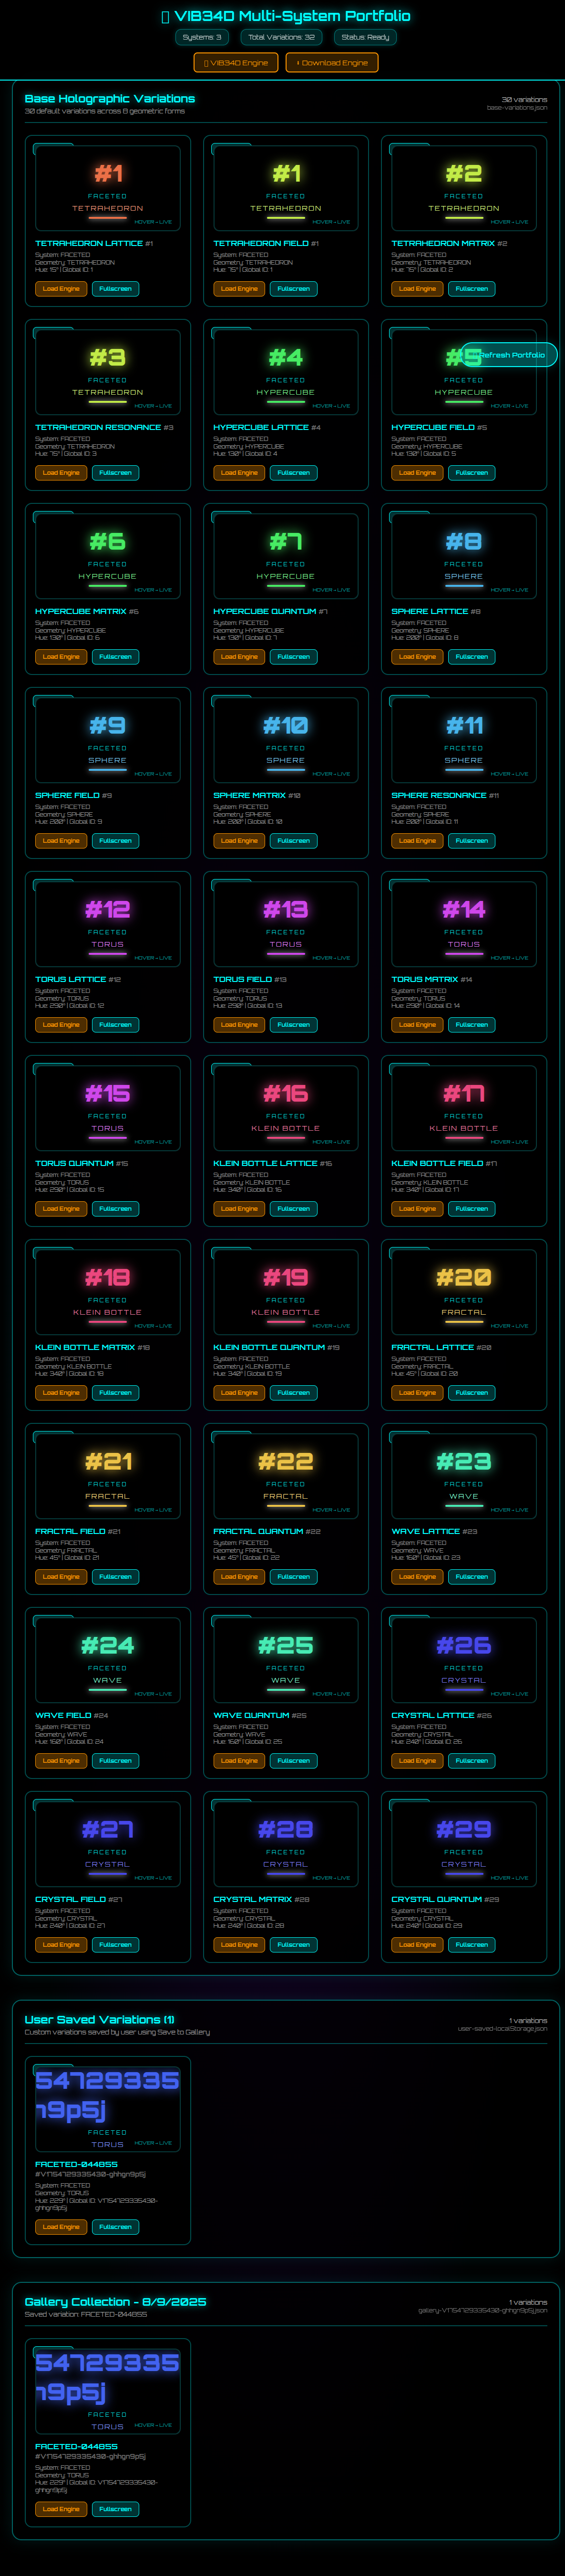 VIB34D Multi-System Portfolio
Systems: 3
Total Variations: 32
Status: Ready
VIB34D Engine
Download Engine
Base Holographic Variations
30 default variations across 8 geometric forms
30 variations
base-variations.json
#1
FACETED
TETRAHEDRON
HOVER→LIVE
TETRAHEDRON LATTICE #1
System: FACETED
Geometry: TETRAHEDRON
Hue: 15° | Global ID: 1
Load Engine
Fullscreen
#1
FACETED
TETRAHEDRON
HOVER→LIVE
TETRAHEDRON FIELD #1
System: FACETED
Geometry: TETRAHEDRON
Hue: 75° | Global ID: 1
Load Engine
Fullscreen
#2
FACETED
TETRAHEDRON
HOVER→LIVE
TETRAHEDRON MATRIX #2
System: FACETED
Geometry: TETRAHEDRON
Hue: 75° | Global ID: 2
Load Engine
Fullscreen
#3
FACETED
TETRAHEDRON
HOVER→LIVE
TETRAHEDRON RESONANCE #3
System: FACETED
Geometry: TETRAHEDRON
Hue: 75° | Global ID: 3
Load Engine
Fullscreen
#4
FACETED
HYPERCUBE
HOVER→LIVE
HYPERCUBE LATTICE #4
System: FACETED
Geometry: HYPERCUBE
Hue: 130° | Global ID: 4
Load Engine
Fullscreen
#5
Refresh Portfolio
FACETED
HYPERCUBE
HOVER→LIVE
HYPERCUBE FIELD #5
System: FACETED
Geometry: HYPERCUBE
Hue: 130° | Global ID: 5
Load Engine
Fullscreen
#6
FACETED
HYPERCUBE
HOVER→LIVE
HYPERCUBE MATRIX #6
System: FACETED
Geometry: HYPERCUBE
Hue: 130° | Global ID: 6
Load Engine
Fullscreen
#7
FACETED
HYPERCUBE
HOVER→LIVE
HYPERCUBE QUANTUM #7
System: FACETED
Geometry: HYPERCUBE
Hue: 130° | Global ID: 7
Load Engine
Fullscreen
#8
FACETED
SPHERE
HOVER→LIVE
SPHERE LATTICE #8
System: FACETED
Geometry: SPHERE
Hue: 200° | Global ID: 8
Load Engine
Fullscreen
#9
FACETED
SPHERE
HOVER→LIVE
SPHERE FIELD #9
System: FACETED
Geometry: SPHERE
Hue: 200° | Global ID: 9
Load Engine
Fullscreen
#10
FACETED
SPHERE
HOVER→LIVE
SPHERE MATRIX #10
System: FACETED
Geometry: SPHERE
Hue: 200° | Global ID: 10
Load Engine
Fullscreen
#11
FACETED
SPHERE
HOVER→LIVE
SPHERE RESONANCE #11
System: FACETED
Geometry: SPHERE
Hue: 200° | Global ID: 11
Load Engine
Fullscreen
#12
FACETED
TORUS
HOVER→LIVE
TORUS LATTICE #12
System: FACETED
Geometry: TORUS
Hue: 290° | Global ID: 12
Load Engine
Fullscreen
#13
FACETED
TORUS
HOVER→LIVE
TORUS FIELD #13
System: FACETED
Geometry: TORUS
Hue: 290° | Global ID: 13
Load Engine
Fullscreen
#14
FACETED
TORUS
HOVER→LIVE
TORUS MATRIX #14
System: FACETED
Geometry: TORUS
Hue: 290° | Global ID: 14
Load Engine
Fullscreen
#15
FACETED
TORUS
HOVER→LIVE
TORUS QUANTUM #15
System: FACETED
Geometry: TORUS
Hue: 290° | Global ID: 15
Load Engine
Fullscreen
#16
FACETED
KLEIN BOTTLE
HOVER→LIVE
KLEIN BOTTLE LATTICE #16
System: FACETED
Geometry: KLEIN BOTTLE
Hue: 340° | Global ID: 16
Load Engine
Fullscreen
#17
FACETED
KLEIN BOTTLE
HOVER→LIVE
KLEIN BOTTLE FIELD #17
System: FACETED
Geometry: KLEIN BOTTLE
Hue: 340° | Global ID: 17
Load Engine
Fullscreen
#18
FACETED
KLEIN BOTTLE
HOVER→LIVE
KLEIN BOTTLE MATRIX #18
System: FACETED
Geometry: KLEIN BOTTLE
Hue: 340° | Global ID: 18
Load Engine
Fullscreen
#19
FACETED
KLEIN BOTTLE
HOVER→LIVE
KLEIN BOTTLE QUANTUM #19
System: FACETED
Geometry: KLEIN BOTTLE
Hue: 340° | Global ID: 19
Load Engine
Fullscreen
#20
FACETED
FRACTAL
HOVER→LIVE
FRACTAL LATTICE #20
System: FACETED
Geometry: FRACTAL
Hue: 45° | Global ID: 20
Load Engine
Fullscreen
#21
FACETED
FRACTAL
HOVER→LIVE
FRACTAL FIELD #21
System: FACETED
Geometry: FRACTAL
Hue: 45° | Global ID: 21
Load Engine
Fullscreen
#22
FACETED
FRACTAL
HOVER→LIVE
FRACTAL QUANTUM #22
System: FACETED
Geometry: FRACTAL
Hue: 45° | Global ID: 22
Load Engine
Fullscreen
#23
FACETED
WAVE
HOVER→LIVE
WAVE LATTICE #23
System: FACETED
Geometry: WAVE
Hue: 160° | Global ID: 23
Load Engine
Fullscreen
#24
FACETED
WAVE
HOVER→LIVE
WAVE FIELD #24
System: FACETED
Geometry: WAVE
Hue: 160° | Global ID: 24
Load Engine
Fullscreen
#25
FACETED
WAVE
HOVER→LIVE
WAVE QUANTUM #25
System: FACETED
Geometry: WAVE
Hue: 160° | Global ID: 25
Load Engine
Fullscreen
#26
FACETED
CRYSTAL
HOVER→LIVE
CRYSTAL LATTICE #26
System: FACETED
Geometry: CRYSTAL
Hue: 240° | Global ID: 26
Load Engine
Fullscreen
#27
FACETED
CRYSTAL
HOVER→LIVE
CRYSTAL FIELD #27
System: FACETED
Geometry: CRYSTAL
Hue: 240° | Global ID: 27
Load Engine
Fullscreen
#28
FACETED
CRYSTAL
HOVER→LIVE
CRYSTAL MATRIX #28
System: FACETED
Geometry: CRYSTAL
Hue: 240° | Global ID: 28
Load Engine
Fullscreen
#29
FACETED
CRYSTAL
HOVER→LIVE
CRYSTAL QUANTUM #29
System: FACETED
Geometry: CRYSTAL
Hue: 240° | Global ID: 29
Load Engine
Fullscreen
User Saved Variations (1)
Custom variations saved by user using Save to Gallery
1 variations
user-saved-localStorage.json
54729335
n9p5j
FACETED
TORUS
HOVER→LIVE
FACETED-044855
#V1754729335430-ghhgn9p5j
System: FACETED
Geometry: TORUS
Hue: 229° | Global ID: V1754729335430-
ghhgn9p5j
Load Engine
Fullscreen
Gallery Collection - 8/9/2025
Saved variation: FACETED-044855
1 variations
gallery-V1754729335430-ghhgn9p5j.json
54729335
n9p5j
FACETED
TORUS
HOVER→LIVE
FACETED-044855
#V1754729335430-ghhgn9p5j
System: FACETED
Geometry: TORUS
Hue: 229° | Global ID: V1754729335430-
ghhgn9p5j
Load Engine
Fullscreen